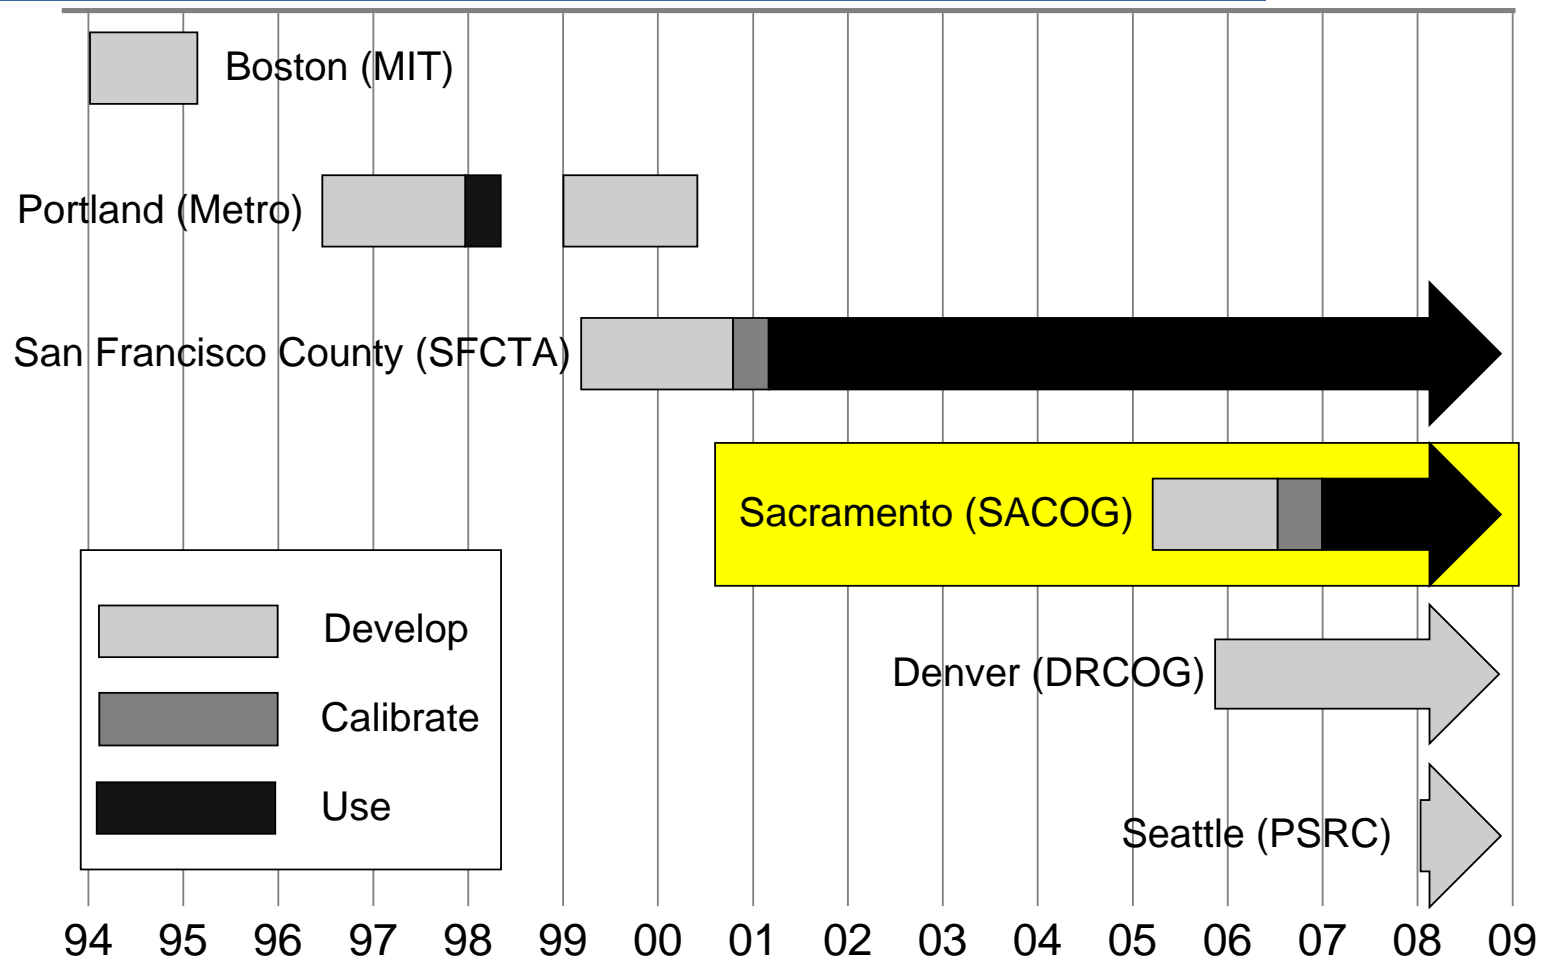 Boston (MIT)
Portland (Metro)
San Francisco County (SFCTA)
Sacramento (SACOG)
Develop
Denver (DRCOG)
Calibrate
Use
Seattle (PSRC)
94 95 96 97 98 99 00 01 02 03 04 05 06 07 08 09